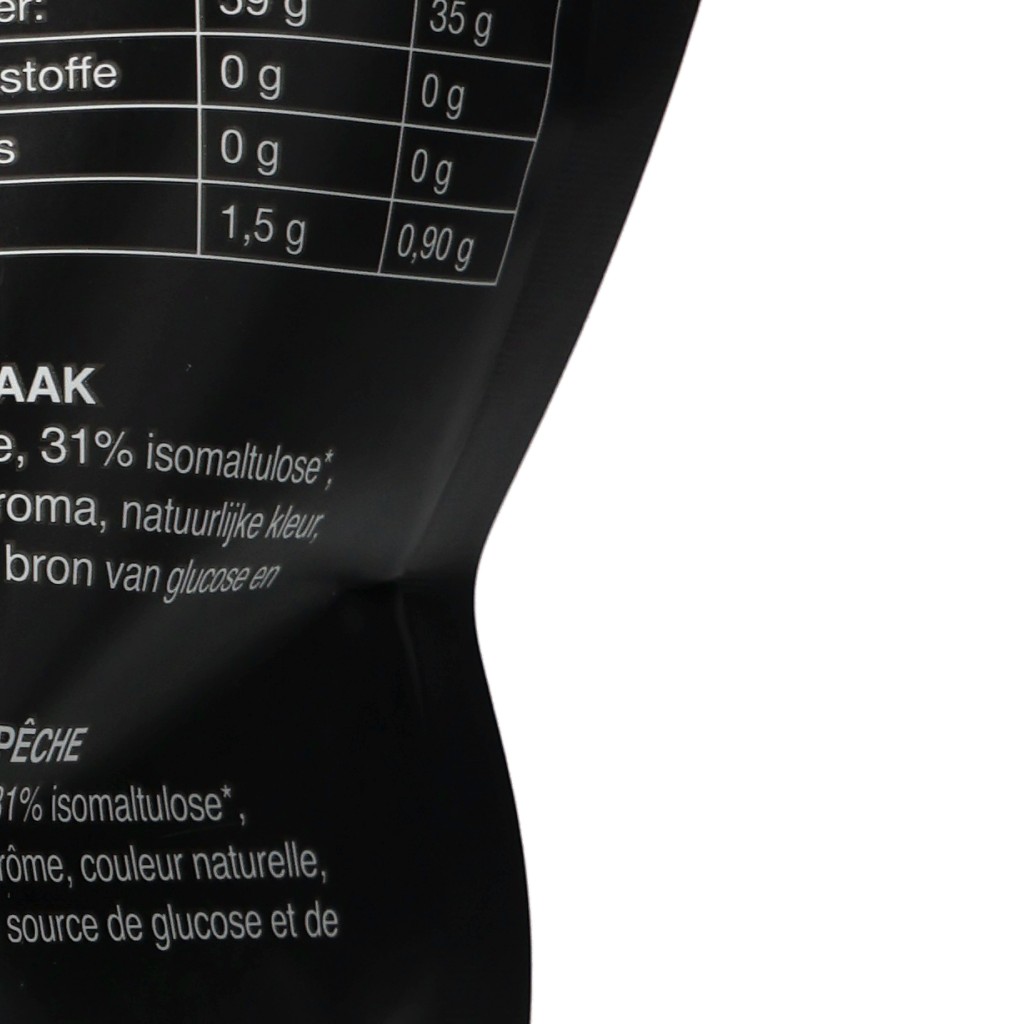 er: 59 g 35 g
stoffe 0 g 0 g
s 0 g 0 g
1,5 g 0,90 g
AAK
e, 31% isomaltulose*,
roma, natuurlijke kleur,
bron van glucose en
PÊCHE
31% isomaltulose*,
rôme, couleur naturelle,
source de glucose et de